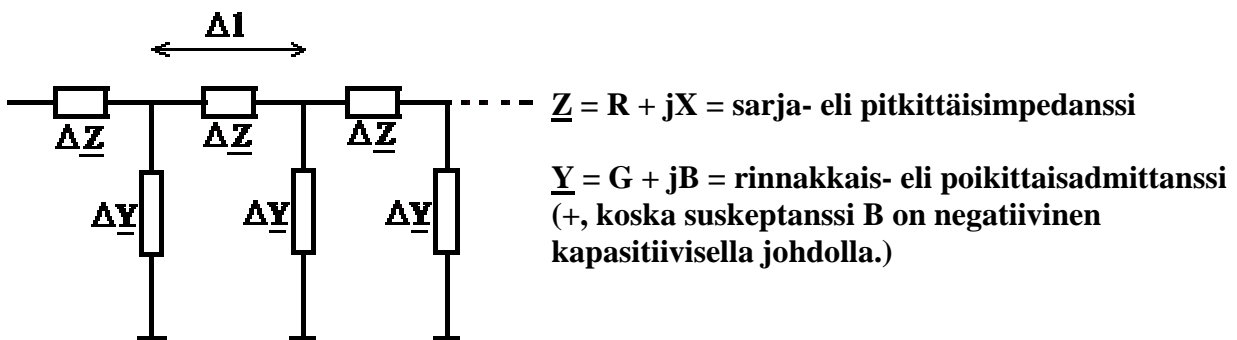 Δl
ΔZ ΔZ ΔZ
ΔY ΔY ΔY
Z = R + jX = sarja- eli pitkittäisimpedanssi
Y = G + jB = rinnakkais- eli poikittaisadmittanssi
(+, koska suskeptanssi B on negatiivinen
kapasitiivisella johdolla.)